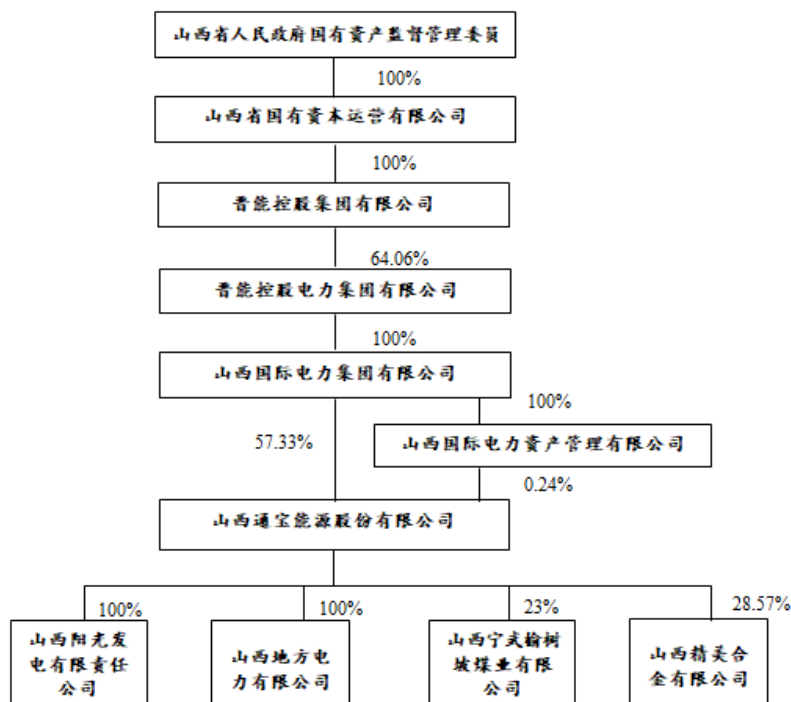 山西省人民政府国有资产监督管理委员
100%
山西省国有资本运营有限公司
100%
晋能控股集团有限公司
64.06%
晋能控股电力集团有限公司
100%
山西国际电力集团有限公司
100%
57.33%
山西国际电力资产管理有限公司
0.24%
山西通宝能源股份有限公司
100%
100%
23%
28.57%
山西阳光发
电有限责任
公司
山西地方电
力有限公司
山西宁武榆树
坡煤业有限
公司
山西精美合
金有限公司